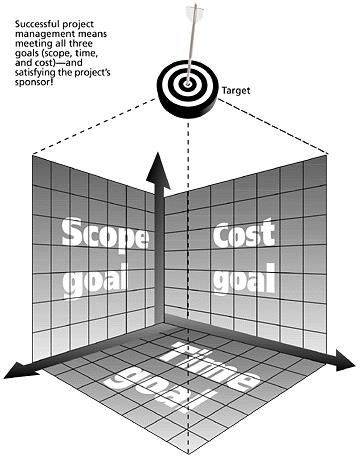 Successful project
management means
meeting all three
goals (scope, time,
and cost)—and
satisfying the project's
sponsor!
Target
Scope
goal
Cost
goal
Time
goal